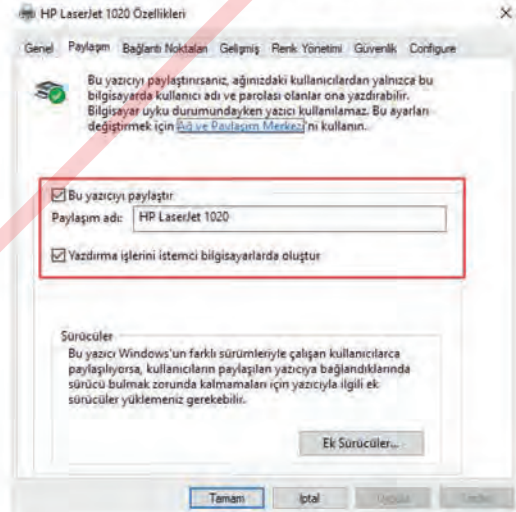 HP LaserJet 1020 Özellikleri
Genel Paylaşım Bağlantı Noktaları Gelişmiş Renk Yönetimi Güvenlik Configure
Bu yazıcıyı paylaştırırsanız, ağınızdaki kullanıcılardan yalnızca bu
bilgisayarda kullanıcı adı ve parolası olanlar ona yazdırabilir.
Bilgisayar uyku durumundayken yazıcı kullanılamaz. Bu ayarları
değiştirmek için Ağ ve Paylaşım Merkezi'ni kullanın.
Bu yazıcıyı paylaştır
Paylaşım adı: HP LaserJet 1020
Yazdırma işlerini istemci bilgisayarlarda oluştur
Sürücüler
Bu yazıcı Windows'un farklı sürümleriyle çalışan kullanıcılarca
paylaşılıyorsa, kullanıcıların paylaşılan yazıcıya bağlandıklarında
sürücü bulmak zorunda kalmamaları için yazıcıyla ilgili ek
sürücüler yüklemeniz gerekebilir.
Ek Sürücüler...
Tamam İptal Uygula